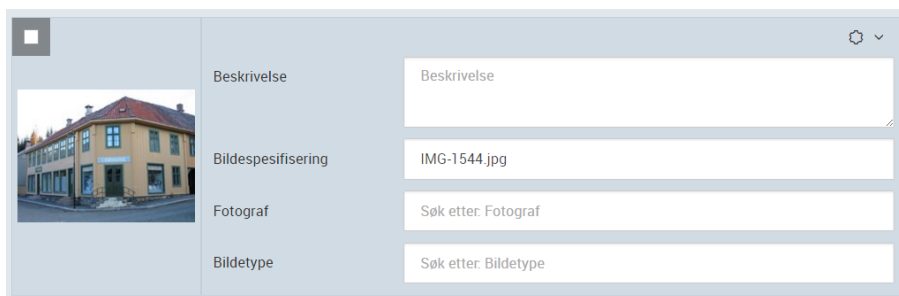 Beskrivelse
Beskrivelse
Bildespesifisering
IMG-1544.jpg
Fotograf
Søk etter: Fotograf
Bildetype
Søk etter: Bildetype